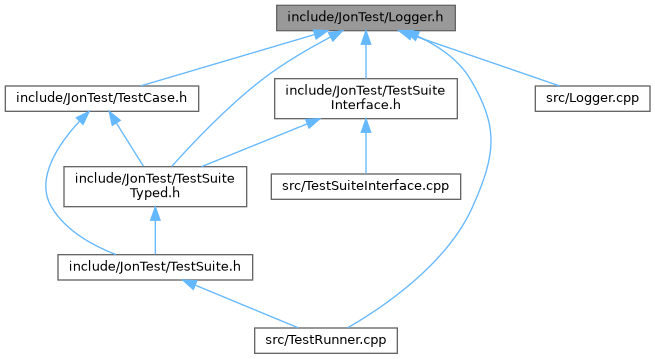 include/JonTest/Logger.h
include/JonTest/TestCase.h
include/JonTest/TestSuite
Interface.h
src/Logger.cpp
include/JonTest/TestSuite
Typed.h
src/TestSuiteInterface.cpp
include/JonTest/TestSuite.h
src/TestRunner.cpp